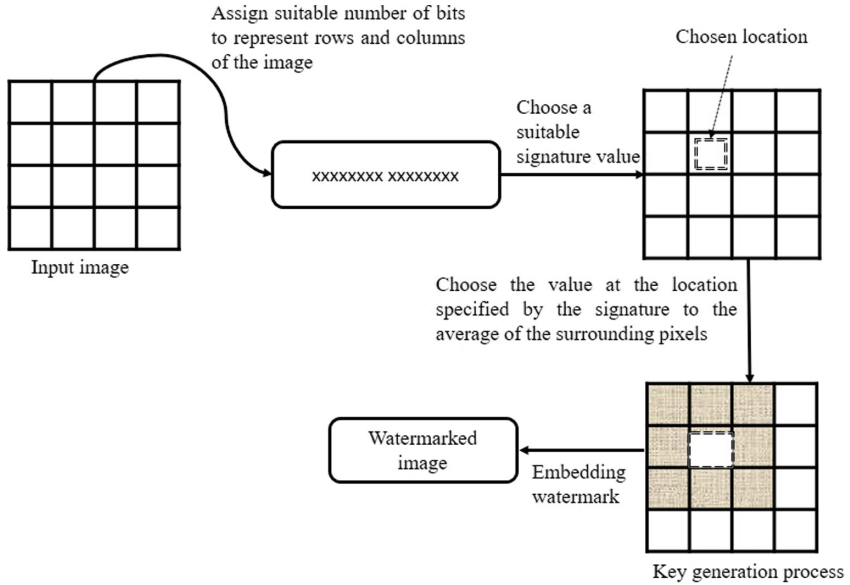 Assign suitable number of bits
to represent rows and columns
of the image
Chosen location
Choose a
suitable
signature value
xxxxxxxx xxxxxxxx
Input image
Choose the value at the location
specified by the signature to the
average of the surrounding pixels
Watermarked
image
Embedding
watermark
Key generation process